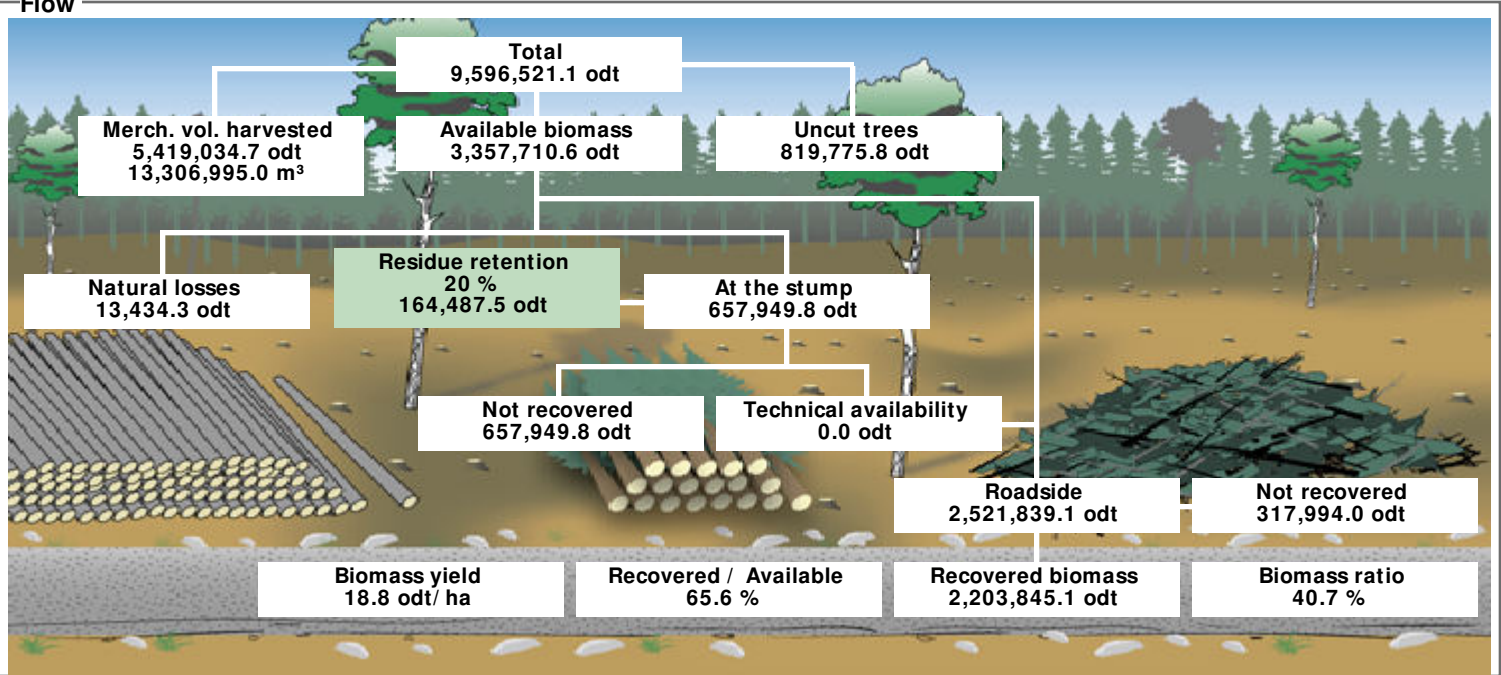 Flow
Total
9,596,521.1 odt
Merch. vol. harvested
5,419,034.7 odt
13,306,995.0 m³
Available biomass
3,357,710.6 odt
Uncut trees
819,775.8 odt
Natural losses
13,434.3 odt
Residue retention
20 %
164,487.5 odt
At the stump
657,949.8 odt
Not recovered
657,949.8 odt
Technical availability
0.0 odt
Roadside
2,521,839.1 odt
Not recovered
317,994.0 odt
Biomass yield
18.8 odt/ ha
Recovered / Available
65.6 %
Recovered biomass
2,203,845.1 odt
Biomass ratio
40.7 %